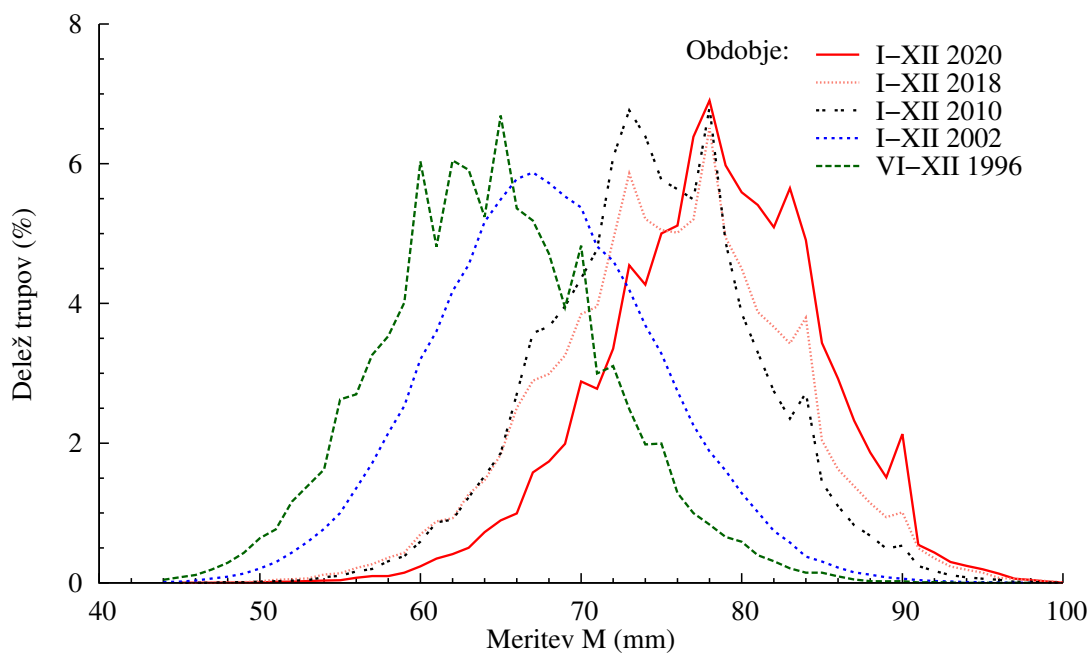 8
6
4
2
0
Delež trupov (%)
Obdobje:
I−XII 2020
I−XII 2018
I−XII 2010
I−XII 2002
VI−XII 1996
40 50 60 70 80 90 100
Meritev M (mm)